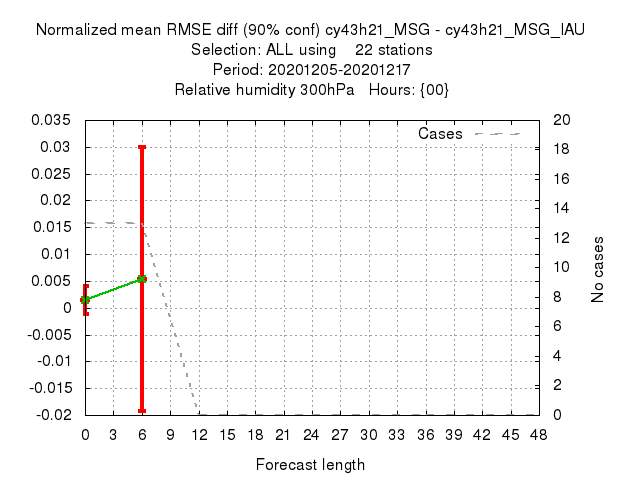 Normalized mean RMSE diff (90% conf) cy43h21_MSG - cy43h21_MSG_IAU
Selection: ALL using    22 stations
Period: 20201205-20201217
Relative humidity 300hPa   Hours: {00}
Cases
0.035
0.03
0.025
0.02
0.015
0.01
0.005
0
-0.005
-0.01
-0.015
-0.02
20
18
16
14
12
10
8
6
4
2
0
No cases
0 3 6 9 12 15 18 21 24 27 30 33 36 39 42 45 48
Forecast length